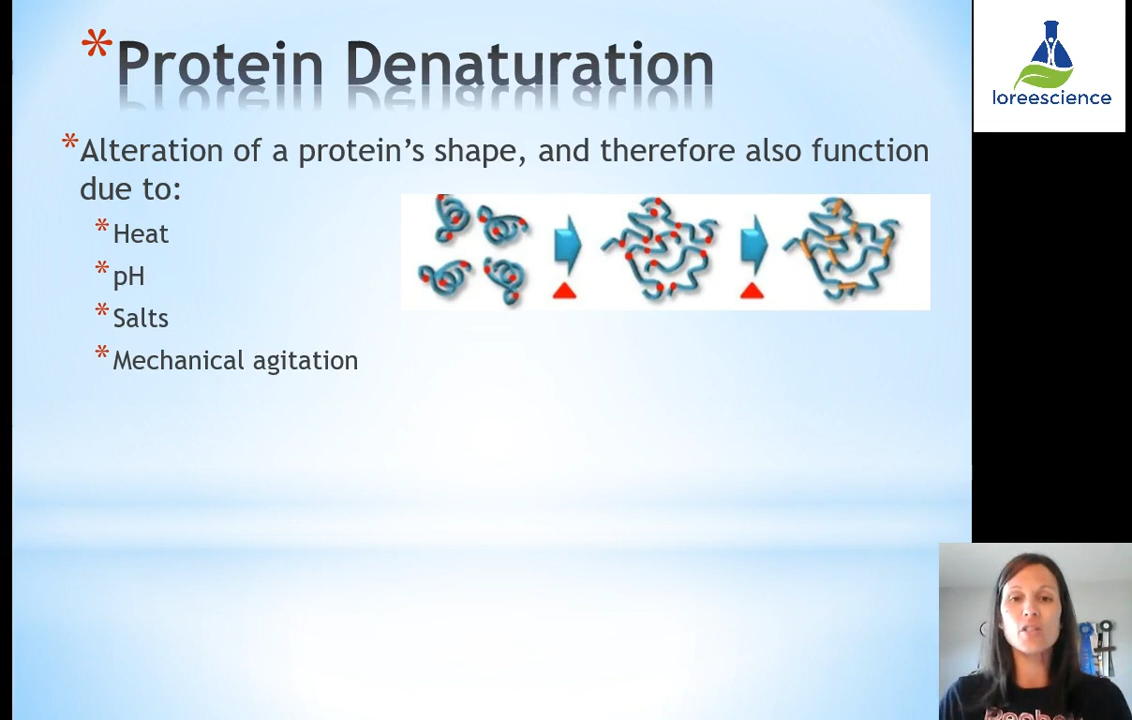 *Protein Denaturation
*Alteration of a protein's shape, and therefore also function
due to:
*Heat
*pH
*Salts
*Mechanical agitation
loreescience